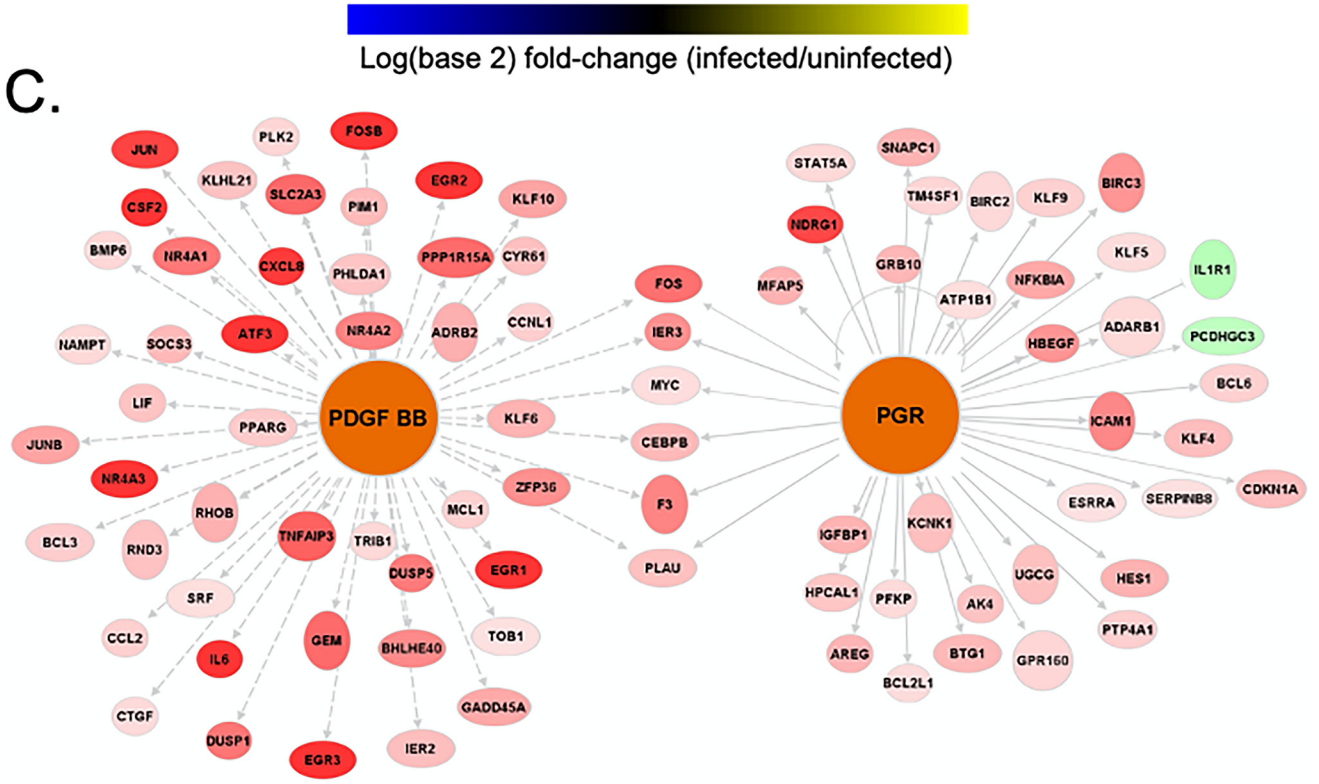 Log(base 2) fold-change (infected/uninfected)
C.
JUN
PLK2
FOSB
KLHL21
SLC2A3
PIM1
EGR2
KLF10
CSF2
BMP6
NR4A1
CXCL8
PHLDA1
PPP1R15A
CYR61
NAMPT
SOCS3
ATF3
NR4A2
ADRB2
CCNL1
LIF
PPARG
PDGF BB
KLF6
JUNB
NR4A3
ZFP36
BCL3
RND3
RHOB
TNFAIP3
TRIB1
MCL1
DUSP5
EGR1
SRF
CCL2
IL6
GEM
BHLHE40
TOB1
CTGF
DUSP1
EGR3
IER2
GADD45A
FOS
IER3
MYC
CEBPB
F3
PLAU
STAT5A
SNAPC1
TM4SF1
BIRC2
KLF9
BIRC3
NDRG1
GRB10
MFAP5
ATP1B1
NFKBIA
KLF5
IL1R1
HBEGF
ADARB1
PCDHGC3
PGR
BCL6
ICAM1
KLF4
ESRRA
SERPINB8
CDKN1A
IGFBP1
KCNK1
HPCAL1
PFKP
AK4
UGCG
HES1
AREG
BCL2L1
BTG1
GPR160
PTP4A1